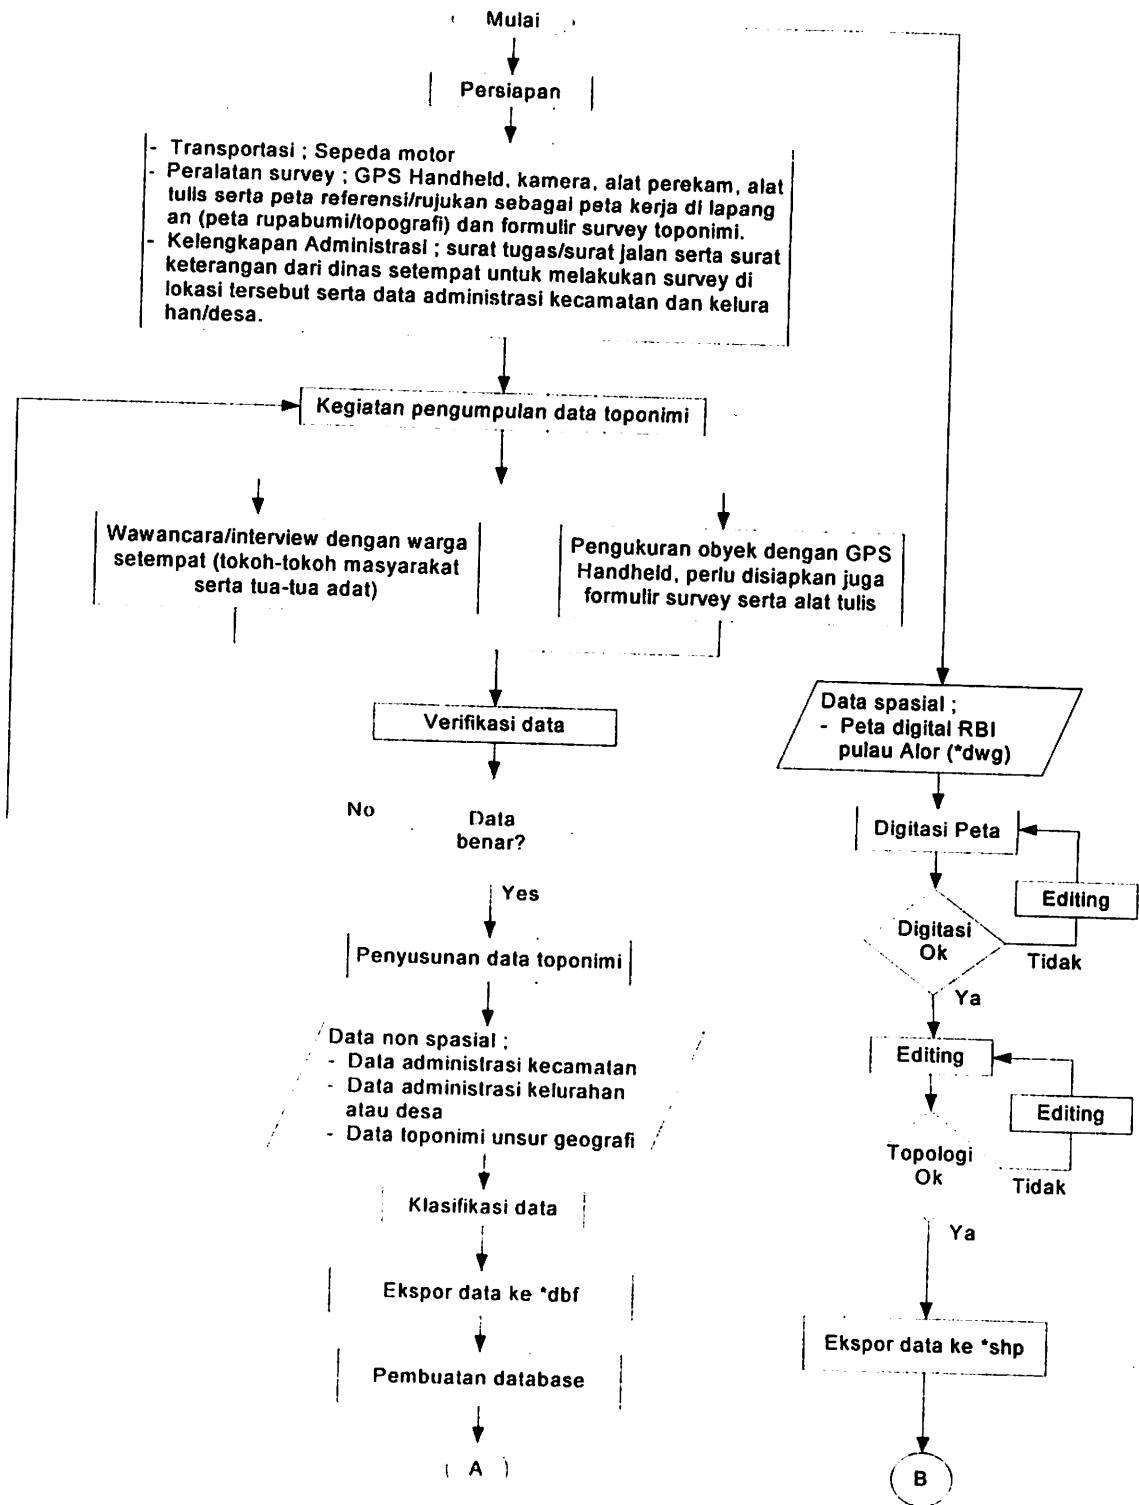 Mulai
Persiapan
- Transportasi ; Sepeda motor
- Peralatan survey ; GPS Handheld, kamera, alat perekam, alat
tulis serta peta referensi/rujukan sebagai peta kerja di lapang
an (peta rupabumi/topografi) dan formulir survey toponimi.
- Kelengkapan Administrasi ; surat tugas/surat jalan serta surat
keterangan dari dinas setempat untuk melakukan survey di
lokasi tersebut serta data administrasi kecamatan dan kelura
han/desa.
Kegiatan pengumpulan data toponimi
Wawancara/interview dengan warga
setempat (tokoh-tokoh masyarakat
serta tua-tua adat)
Pengukuran obyek dengan GPS
Handheld, perlu disiapkan juga
formulir survey serta alat tulis
Verifikasi data
No
Data
benar?
Yes
Penyusunan data toponimi
Data non spasial ;
- Data administrasi kecamatan
- Data administrasi kelurahan
atau desa
- Data toponimi unsur geografi
Klasifikasi data
Ekspor data ke *dbf
Pembuatan database
A
Data spasial ;
- Peta digital RBI
pulau Alor (*dwg)
Digitasi Peta
Editing
Digitasi
Ok
Tidak
Ya
Editing
Editing
Topologi
Ok
Tidak
Ya
Ekspor data ke *shp
B